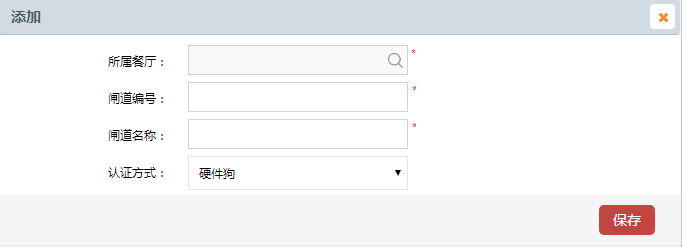 添加
所属餐厅： *
闸道编号： *
闸道名称： *
认证方式： 硬件狗
保存